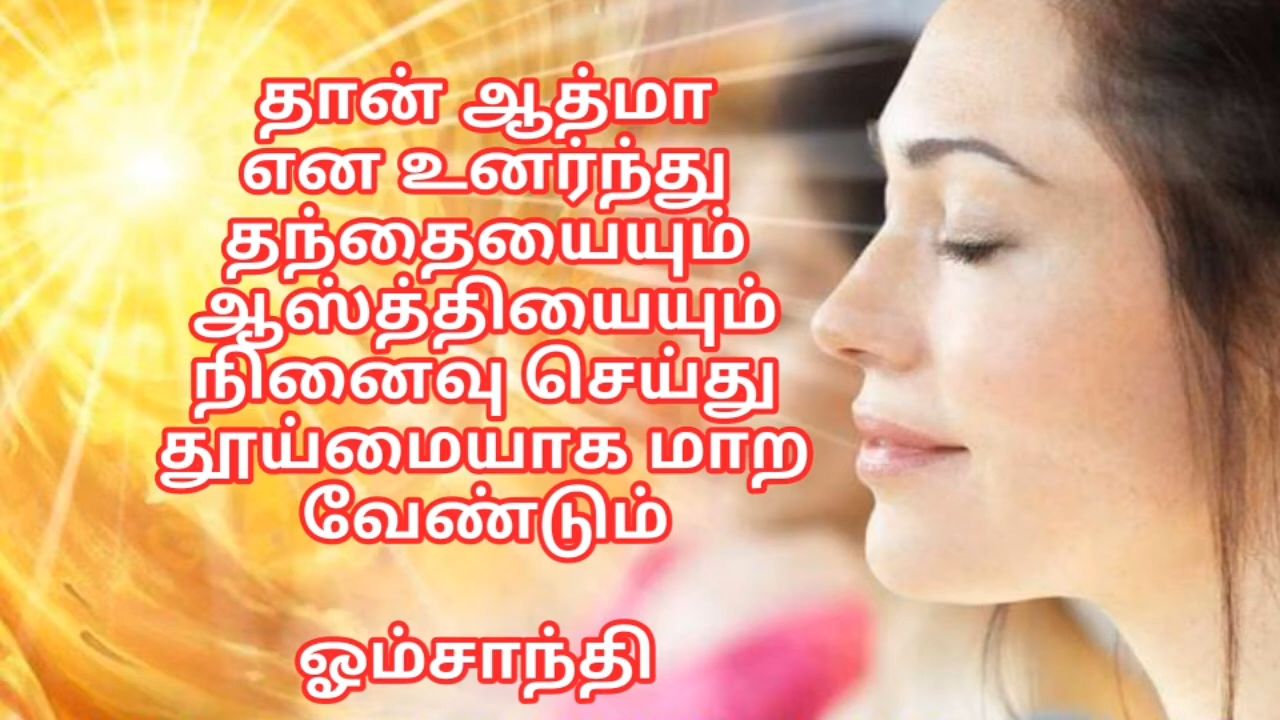 தான் ஆத்மா
என உனர்ந்து
தந்தையையும்
ஆஸ்த்தியையும்
நினைவு செய்து
தூய்மையாக மாற
வேண்டும்
ஓம்சாந்தி